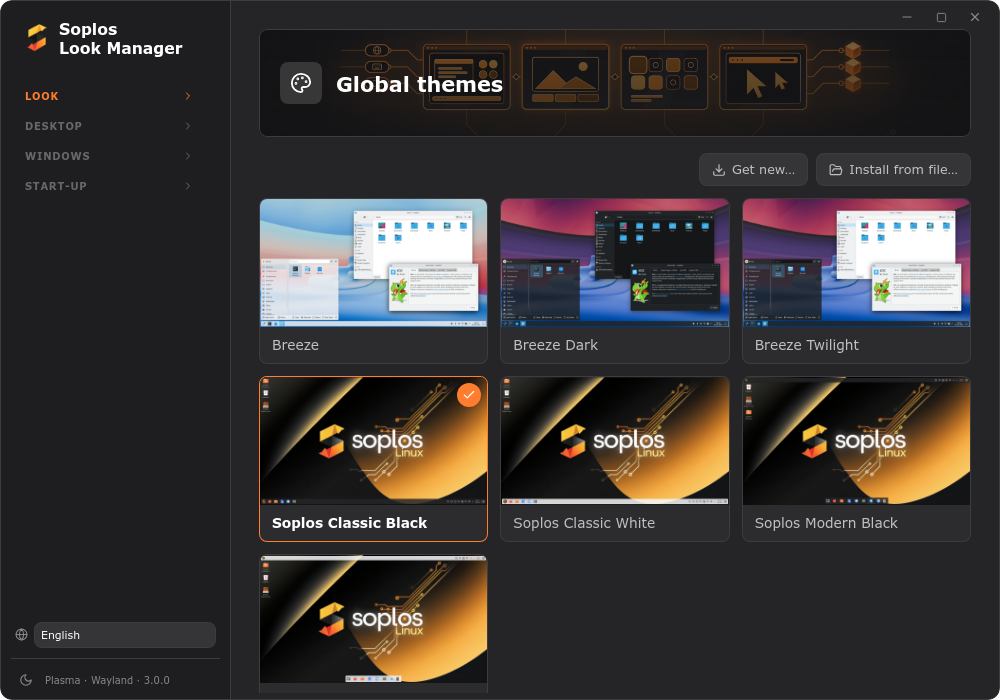 Soplos
Look Manager
LOOK
DESKTOP
WINDOWS
START-UP
Global themes
Get new...
Install from file...
Breeze
Breeze Dark
Breeze Twilight
soplos
Linux
soplos
Linux
soplos
Linux
Soplos Classic Black
Soplos Classic White
Soplos Modern Black
soplos
Linux
English
Plasma · Wayland · 3.0.0